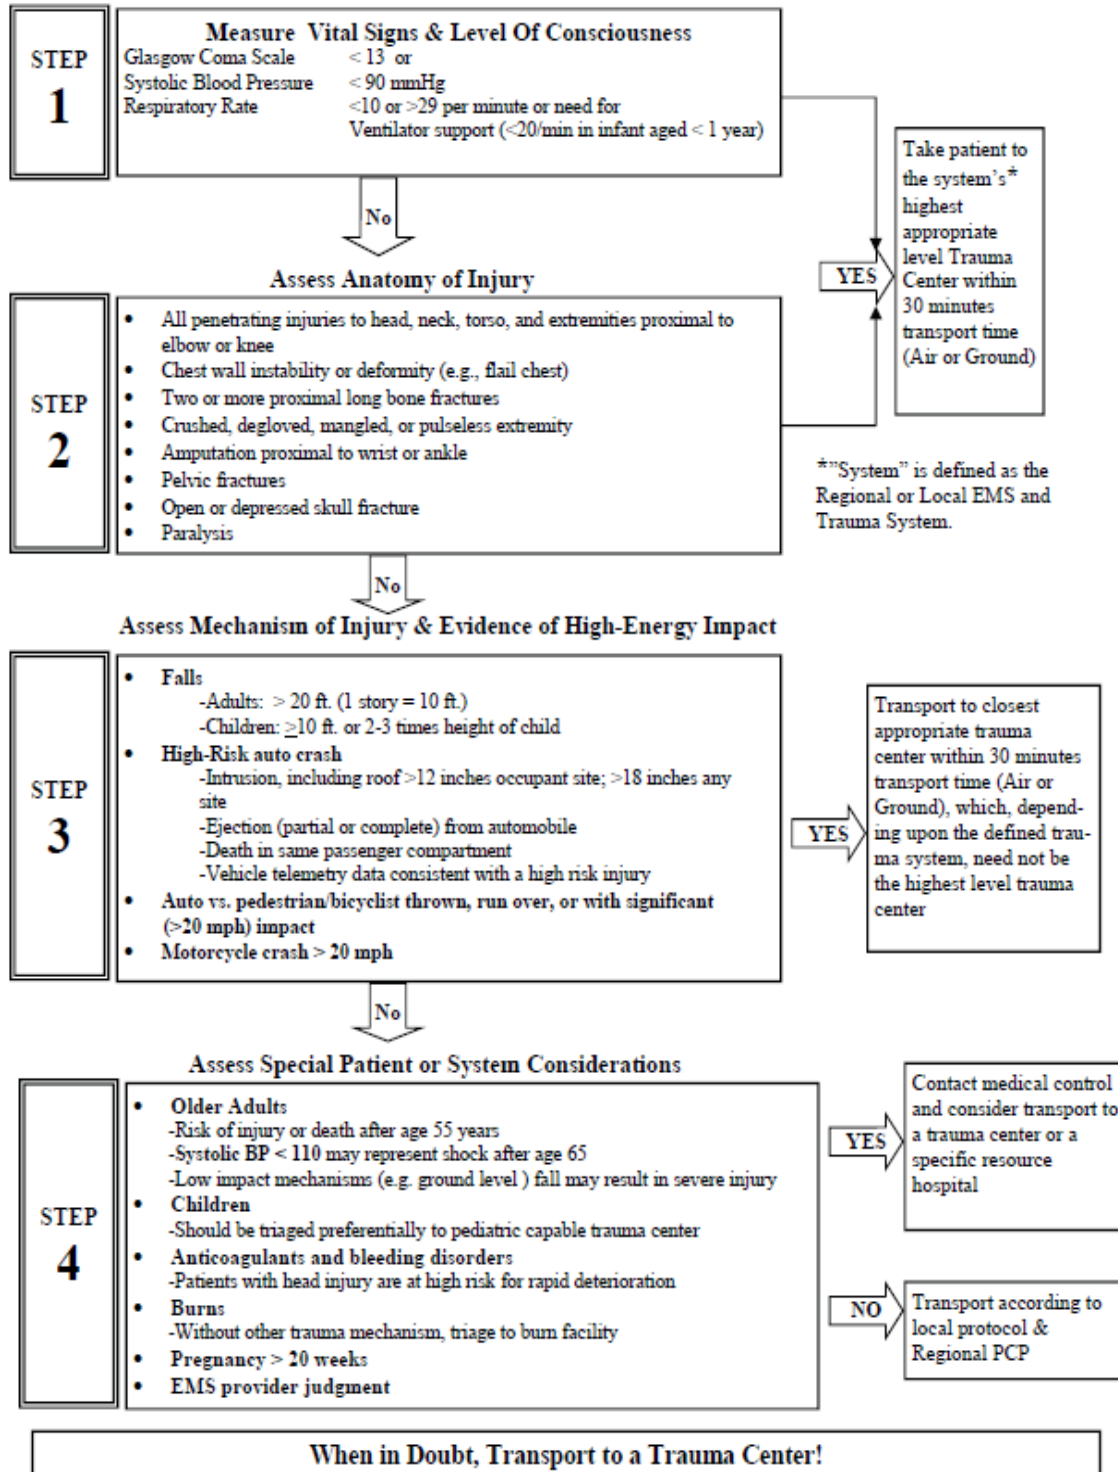 Measure Vital Signs & Level Of Consciousness
STEP
1
Glasgow Coma Scale < 13 or
Systolic Blood Pressure < 90 mmHg
Respiratory Rate <10 or >29 per minute or need for
Ventilator support (<20/min in infant aged < 1 year)
No
YES
Take patient to
the system's*
highest
appropriate
level Trauma
Center within
30 minutes
transport time
(Air or Ground)
Assess Anatomy of Injury
STEP
2
• All penetrating injuries to head, neck, torso, and extremities proximal to
elbow or knee
• Chest wall instability or deformity (e.g., flail chest)
• Two or more proximal long bone fractures
• Crushed, degloved, mangled, or pulseless extremity
• Amputation proximal to wrist or ankle
• Pelvic fractures
• Open or depressed skull fracture
• Paralysis
*"System" is defined as the
Regional or Local EMS and
Trauma System.
No
Assess Mechanism of Injury & Evidence of High-Energy Impact
STEP
3
• Falls
-Adults: > 20 ft. (1 story = 10 ft.)
-Children: ≥10 ft. or 2-3 times height of child
• High-Risk auto crash
-Intrusion, including roof >12 inches occupant site; >18 inches any
site
-Ejection (partial or complete) from automobile
-Death in same passenger compartment
-Vehicle telemetry data consistent with a high risk injury
• Auto vs. pedestrian/bicyclist thrown, run over, or with significant
(>20 mph) impact
• Motorcycle crash > 20 mph
YES
Transport to closest
appropriate trauma
center within 30 minutes
transport time (Air or
Ground), which, depend-
ing upon the defined trau-
ma system, need not be
the highest level trauma
center
No
Assess Special Patient or System Considerations
STEP
4
• Older Adults
-Risk of injury or death after age 55 years
-Systolic BP < 110 may represent shock after age 65
-Low impact mechanisms (e.g. ground level ) fall may result in severe injury
• Children
-Should be triaged preferentially to pediatric capable trauma center
• Anticoagulants and bleeding disorders
-Patients with head injury are at high risk for rapid deterioration
• Burns
-Without other trauma mechanism, triage to burn facility
• Pregnancy > 20 weeks
• EMS provider judgment
YES
Contact medical control
and consider transport to
a trauma center or a
specific resource
hospital
NO
Transport according to
local protocol &
Regional PCP
When in Doubt, Transport to a Trauma Center!